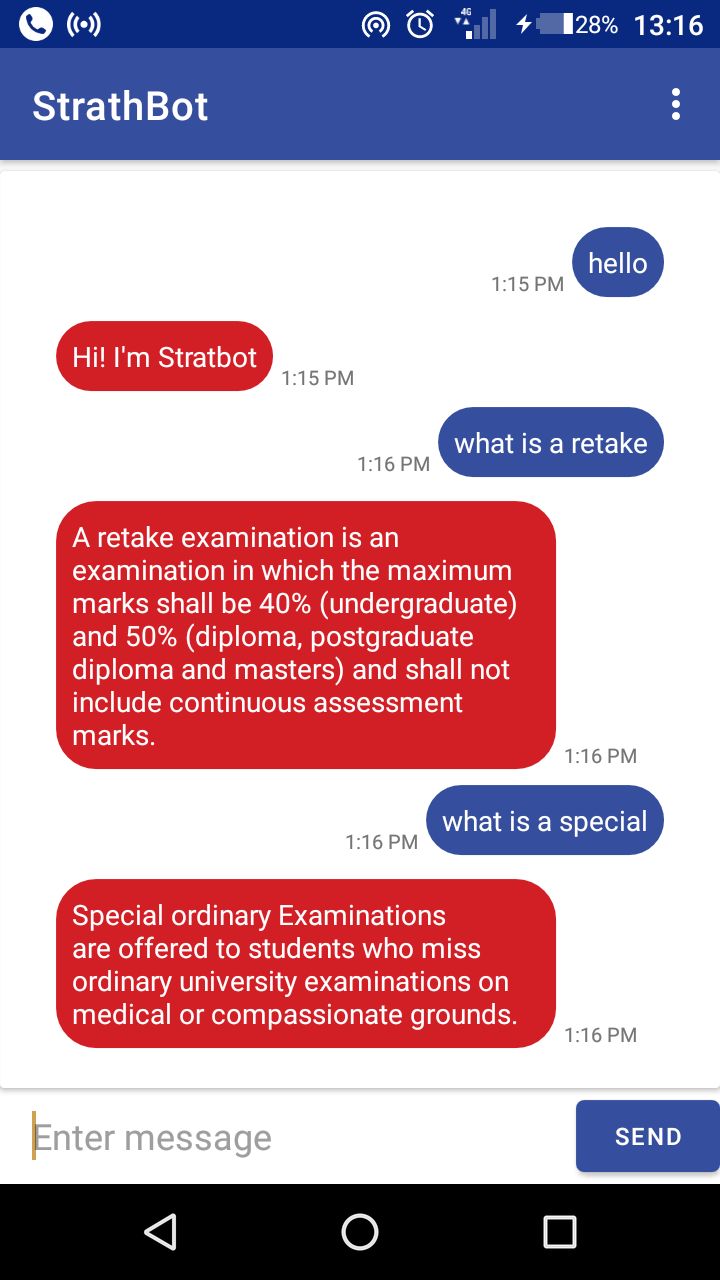 4G
28% 13:16
StrathBot
hello
1:15 PM
Hi! I'm Stratbot
1:15 PM
what is a retake
1:16 PM
A retake examination is an
examination in which the maximum
marks shall be 40% (undergraduate)
and 50% (diploma, postgraduate
diploma and masters) and shall not
include continuous assessment
marks.
1:16 PM
what is a special
1:16 PM
Special ordinary Examinations
are offered to students who miss
ordinary university examinations on
medical or compassionate grounds.
1:16 PM
Enter message
SEND